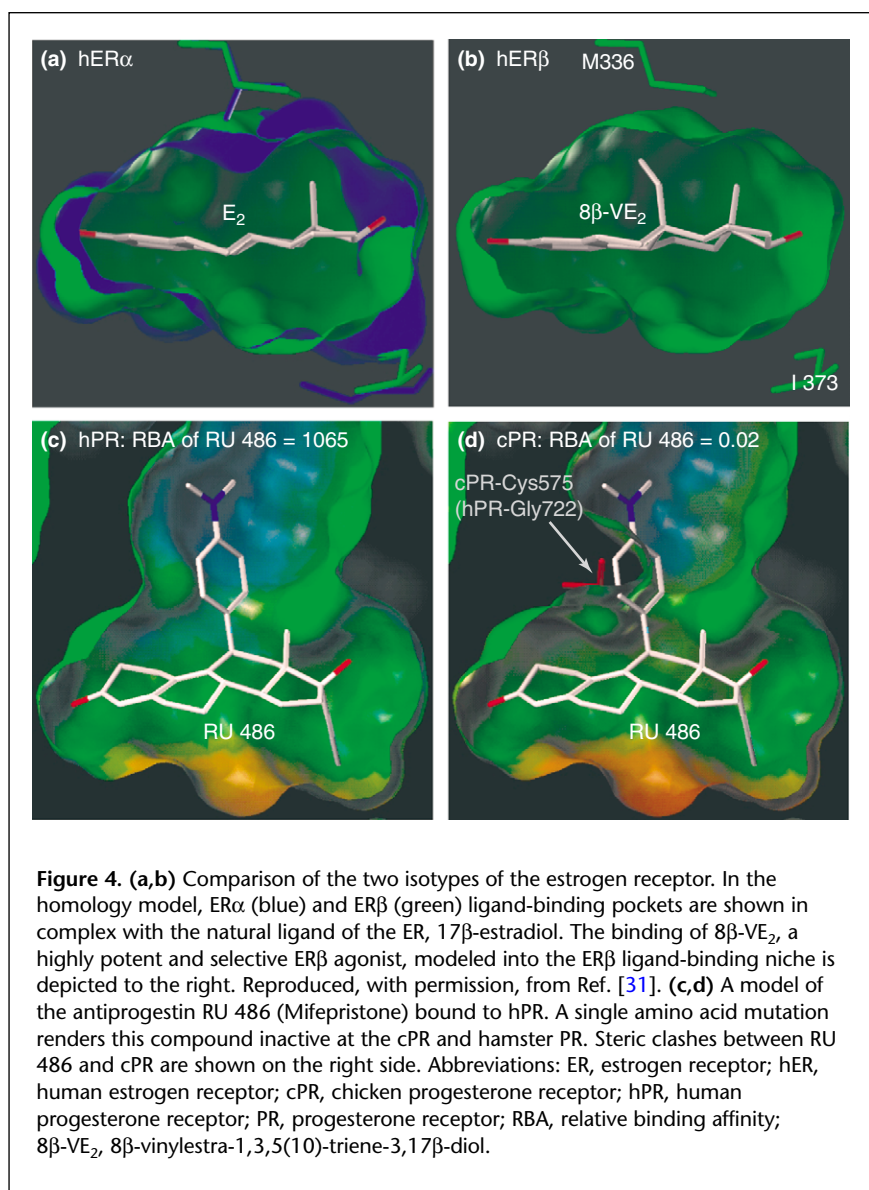 (a) hERα
E₂
(b) hERβ
M336
8β-VE₂
I 373
(c) hPR: RBA of RU 486 = 1065
RU 486
(d) cPR: RBA of RU 486 = 0.02
cPR-Cys575
(hPR-Gly722)
RU 486
Figure 4. (a,b) Comparison of the two isotypes of the estrogen receptor. In the
homology model, ERα (blue) and ERβ (green) ligand-binding pockets are shown in
complex with the natural ligand of the ER, 17β-estradiol. The binding of 8β-VE₂, a
highly potent and selective ERβ agonist, modeled into the ERβ ligand-binding niche is
depicted to the right. Reproduced, with permission, from Ref. [31]. (c,d) A model of
the antiprogestin RU 486 (Mifepristone) bound to hPR. A single amino acid mutation
renders this compound inactive at the cPR and hamster PR. Steric clashes between RU
486 and cPR are shown on the right side. Abbreviations: ER, estrogen receptor; hER,
human estrogen receptor; cPR, chicken progesterone receptor; hPR, human
progesterone receptor; PR, progesterone receptor; RBA, relative binding affinity;
8β-VE₂, 8β-vinylestra-1,3,5(10)-triene-3,17β-diol.